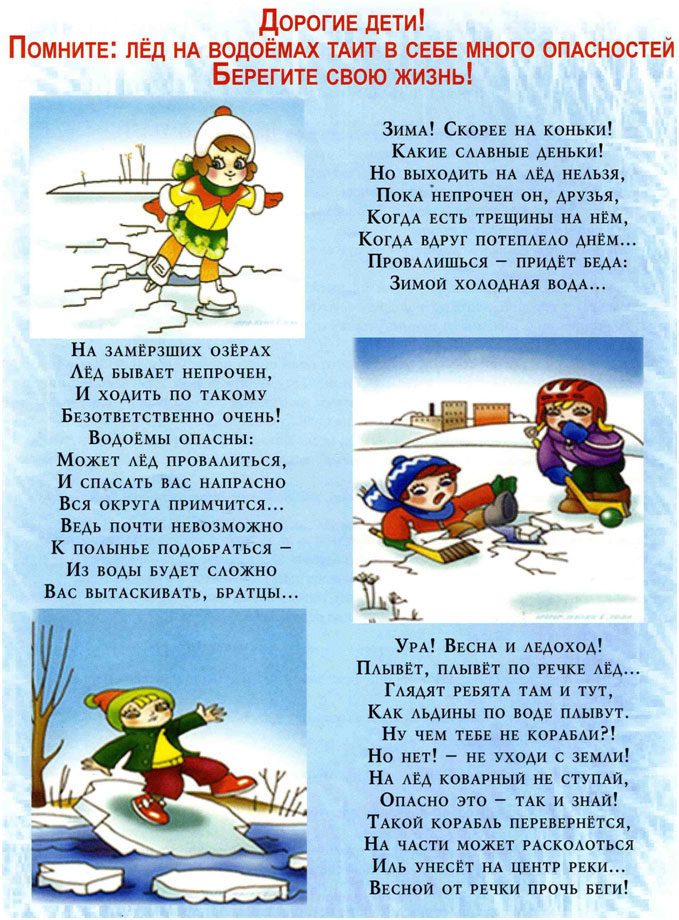 Дорогие дети!
Помните: лёд на водоёмах таит в себе много опасностей
Берегите свою жизнь!
Зима! Скорее на коньки!
Какие славные деньки!
Но выходить на лёд нельзя,
Пока непрочен он, друзья,
Когда есть трещины на нём,
Когда вдруг потеплело днём...
Провалишься – придёт беда:
Зимой холодная вода...
На замёрзших озёрах
Лёд бывает непрочен,
И ходить по такому
Безответственно очень!
Водоёмы опасны:
Может лёд провалиться,
И спасать вас напрасно
Вся округа примчится...
Ведь почти невозможно
К полынье подобраться –
Из воды будет сложно
Вас вытаскивать, братцы...
Ура! Весна и ледоход!
Плывёт, плывёт по речке лёд...
Глядят ребята там и тут,
Как льдины по воде плывут.
Ну чем тебе не корабли?!
Но нет! – не уходи с земли!
На лёд коварный не ступай,
Опасно это – так и знай!
Такой корабль перевернётся,
На части может расколоться
Иль унесёт на центр реки...
Весной от речки прочь беги!